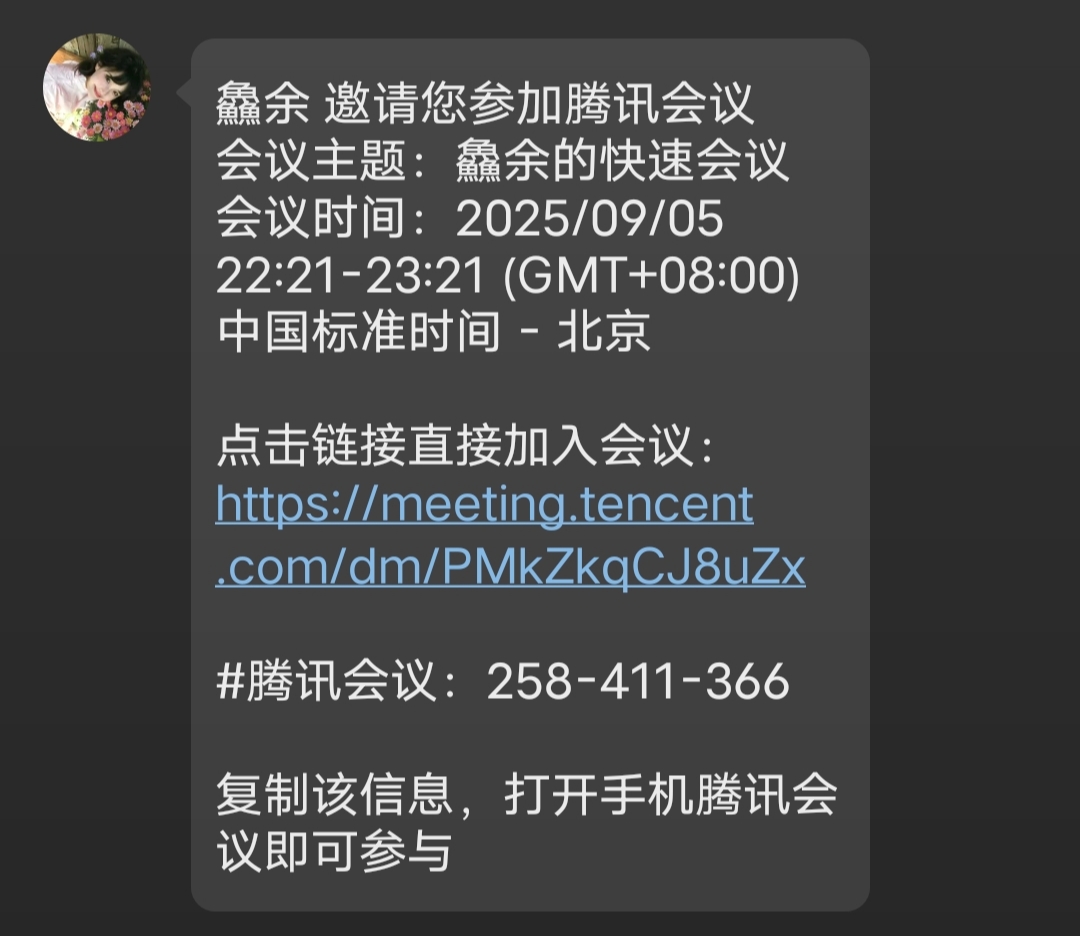 鱻余 邀请您参加腾讯会议
会议主题：鱻余的快速会议
会议时间：2025/09/05
22:21-23:21 (GMT+08:00)
中国标准时间 - 北京
点击链接直接加入会议：
https://meeting.tencent
.com/dm/PMkZkqCJ8uZx
#腾讯会议：258-411-366
复制该信息，打开手机腾讯会
议即可参与